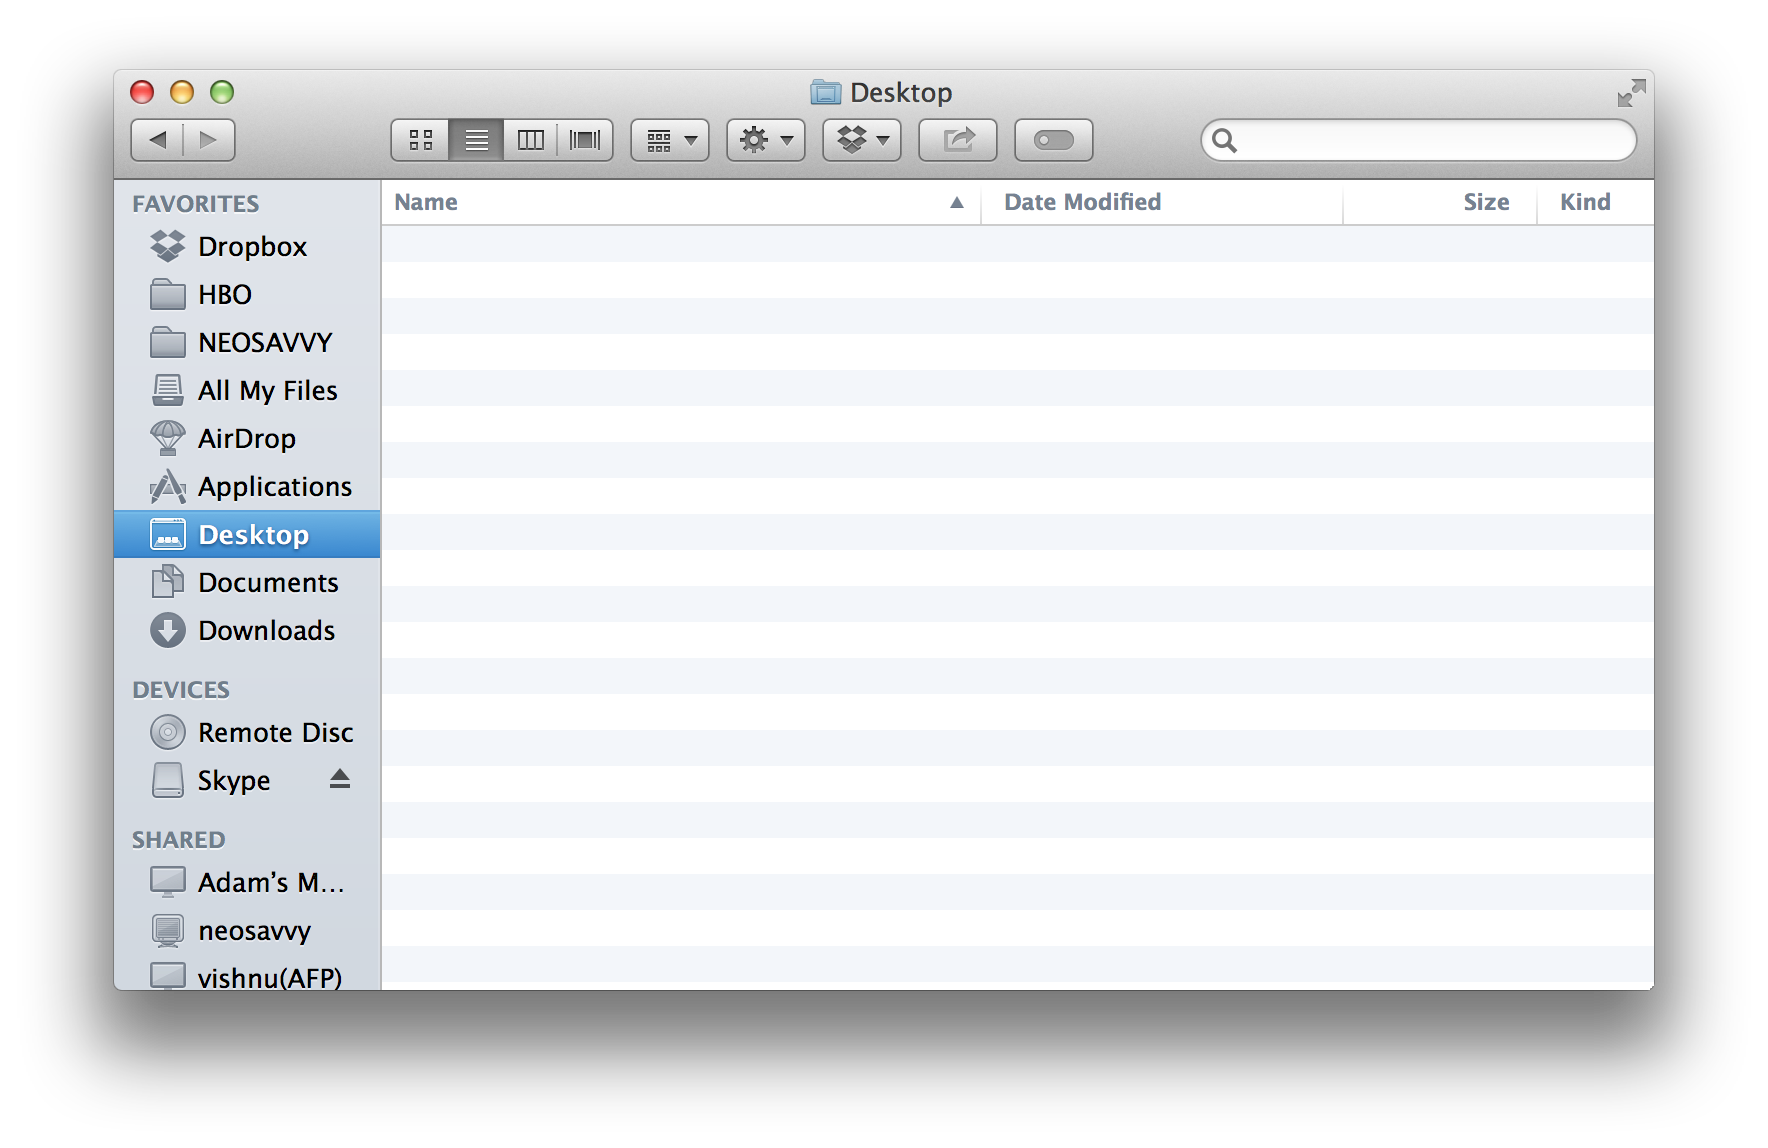 Desktop
Name
Date Modified
Size
Kind
FAVORITES
Dropbox
HBO
NEOSAVVY
All My Files
AirDrop
Applications
Desktop
Documents
Downloads
DEVICES
Remote Disc
Skype
SHARED
Adam’s M…
neosavvy
vishnu(AFP)